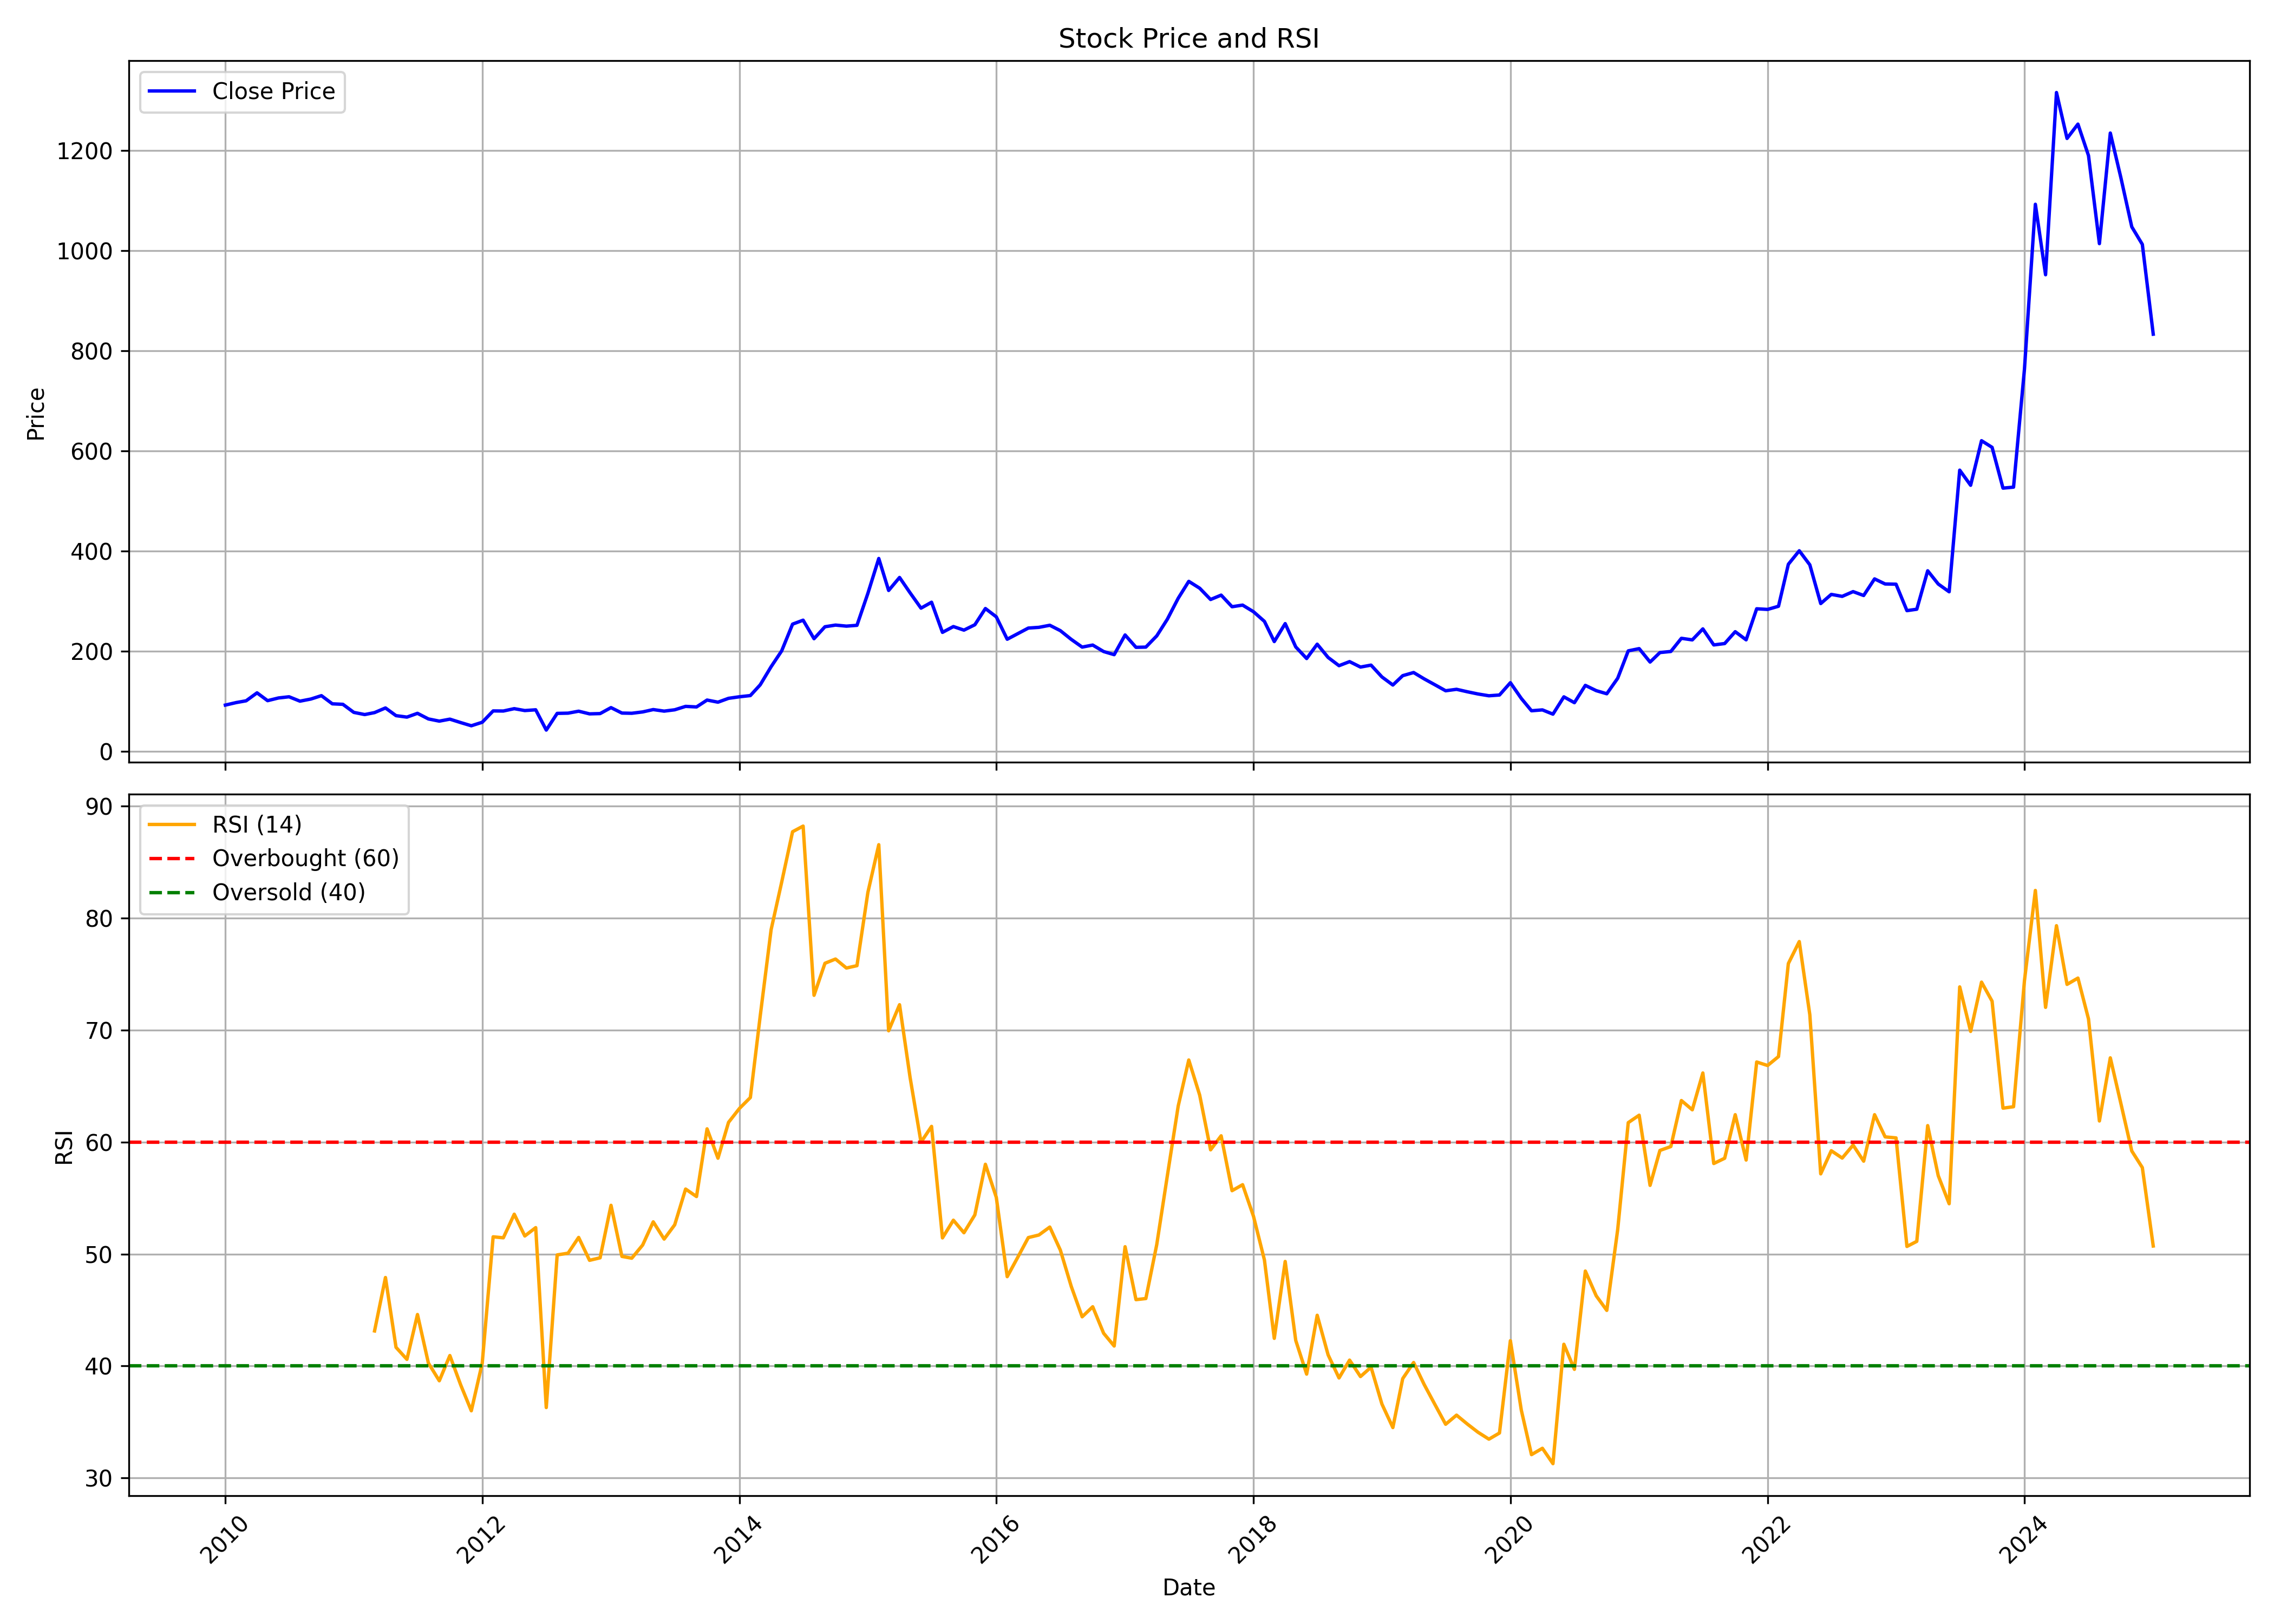 Stock Price and RSI
Close Price
1200
1000
800
600
400
200
0
Price
RSI (14)
Overbought (60)
Oversold (40)
90
80
70
60
50
40
30
RSI
2010
2012
2014
2016
2018
2020
2022
2024
Date